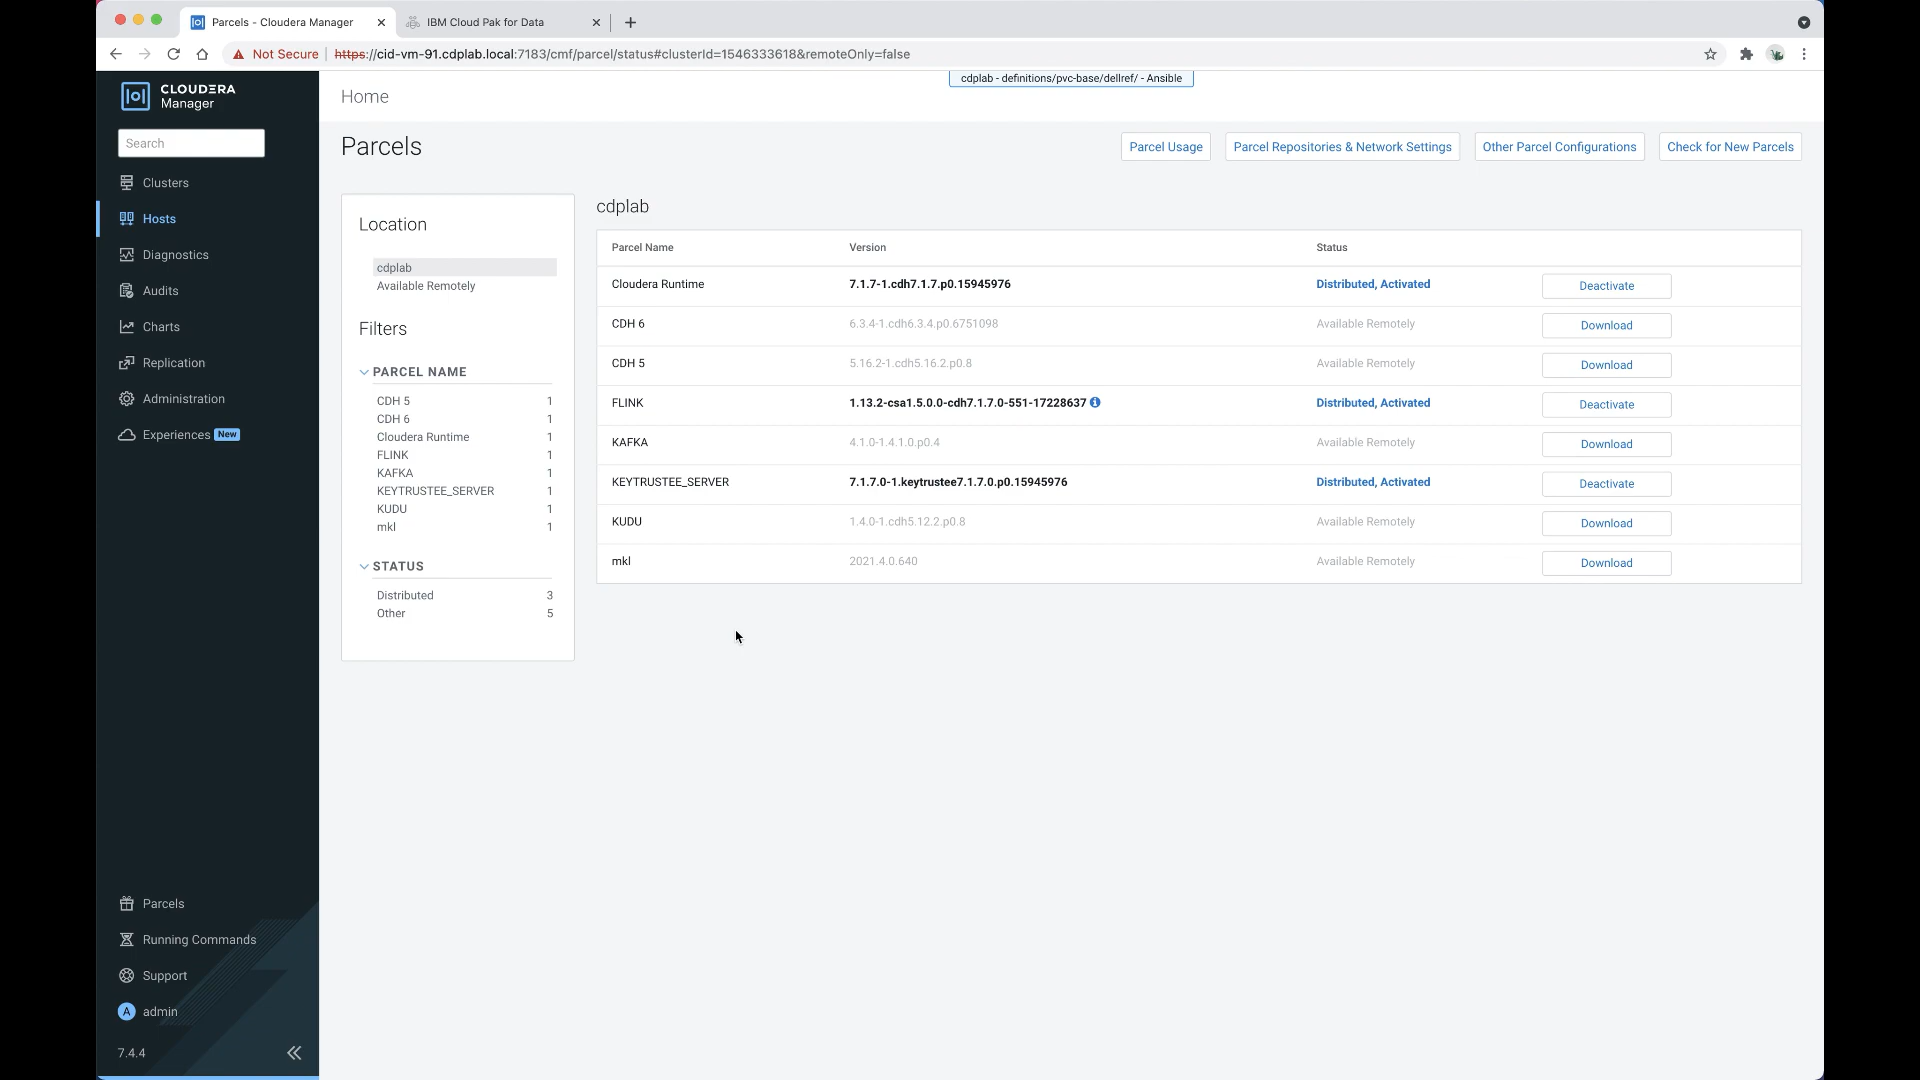 Parcels - Cloudera Manager
IBM Cloud Pak for Data
Not Secure
https://cid-vm-91.cdplab.local:7183/cmf/parcel/status#clusterId=1546333618&remoteOnly=false
cdplab - definitions/pvc-base/dellref/ - Ansible
CLOUDERA
Manager
Search
Clusters
Hosts
Diagnostics
Audits
Charts
Replication
Administration
Experiences New
Parcels
Running Commands
Support
A admin
7.4.4
Home
Parcels
Parcel Usage
Parcel Repositories & Network Settings
Other Parcel Configurations
Check for New Parcels
Location
cdplab
Available Remotely
Filters
PARCEL NAME
CDH 5 1
CDH 6 1
Cloudera Runtime 1
FLINK 1
KAFKA 1
KEYTRUSTEE_SERVER 1
KUDU 1
mkl 1
STATUS
Distributed 3
Other 5
cdplab
Parcel Name Version Status
Cloudera Runtime 7.1.7-1.cdh7.1.7.p0.15945976 Distributed, Activated Deactivate
CDH 6 6.3.4-1.cdh6.3.4.p0.6751098 Available Remotely Download
CDH 5 5.16.2-1.cdh5.16.2.p0.8 Available Remotely Download
FLINK 1.13.2-csa1.5.0.0-cdh7.1.7.0-551-17228637 Distributed, Activated Deactivate
KAFKA 4.1.0-1.4.1.0.p0.4 Available Remotely Download
KEYTRUSTEE_SERVER 7.1.7.0-1.keytrustee7.1.7.0.p0.15945976 Distributed, Activated Deactivate
KUDU 1.4.0-1.cdh5.12.2.p0.8 Available Remotely Download
mkl 2021.4.0.640 Available Remotely Download